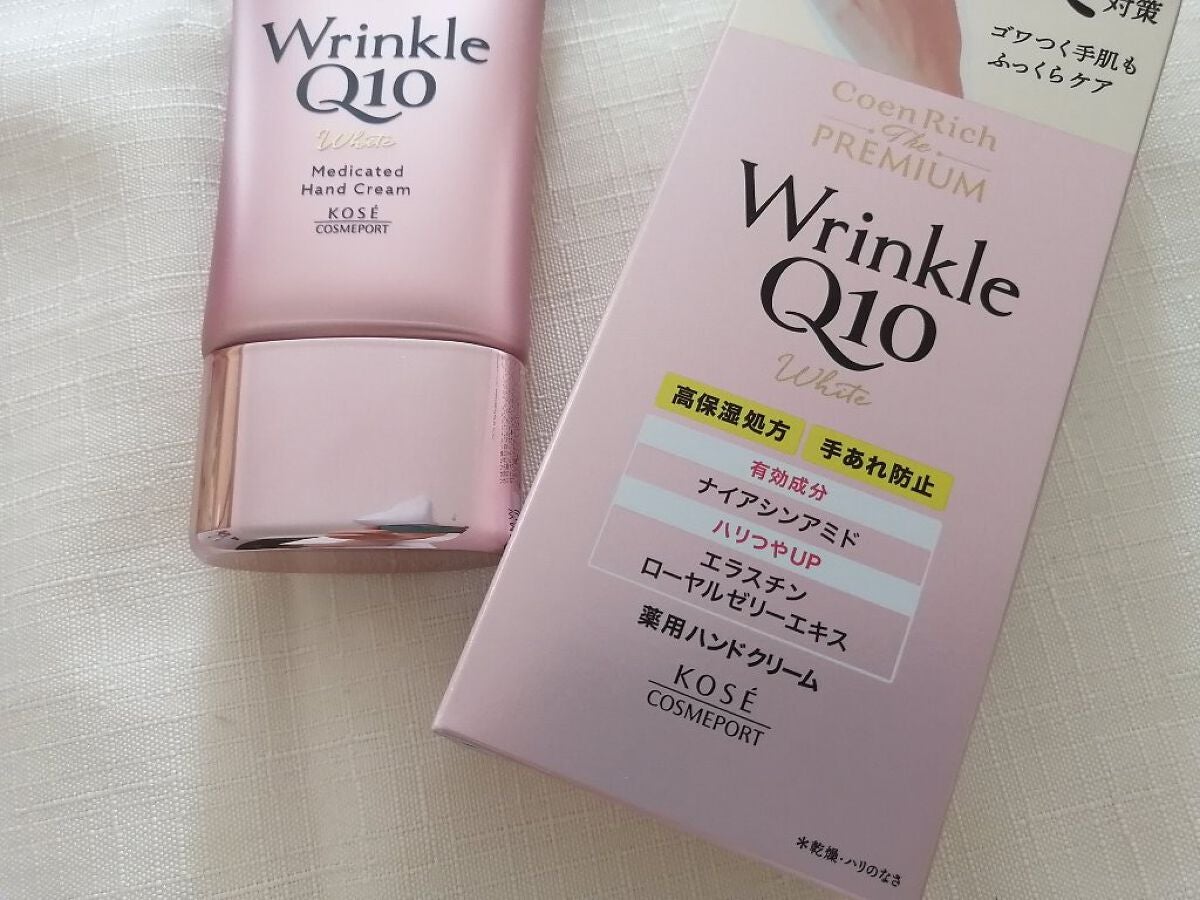 Wrinkle
Q10
White
Medicated
Hand Cream
KOSÉ
COSMEPORT
対策
ゴワつく手肌も
ふっくらケア
CoenRich
The
PREMIUM
Wrinkle
Q10
White
高保湿処方 手あれ防止
有効成分
ナイアシンアミド
ハリつやUP
エラスチン
ローヤルゼリーエキス
薬用ハンドクリーム
KOSÉ
COSMEPORT
*乾燥・ハリのなさ